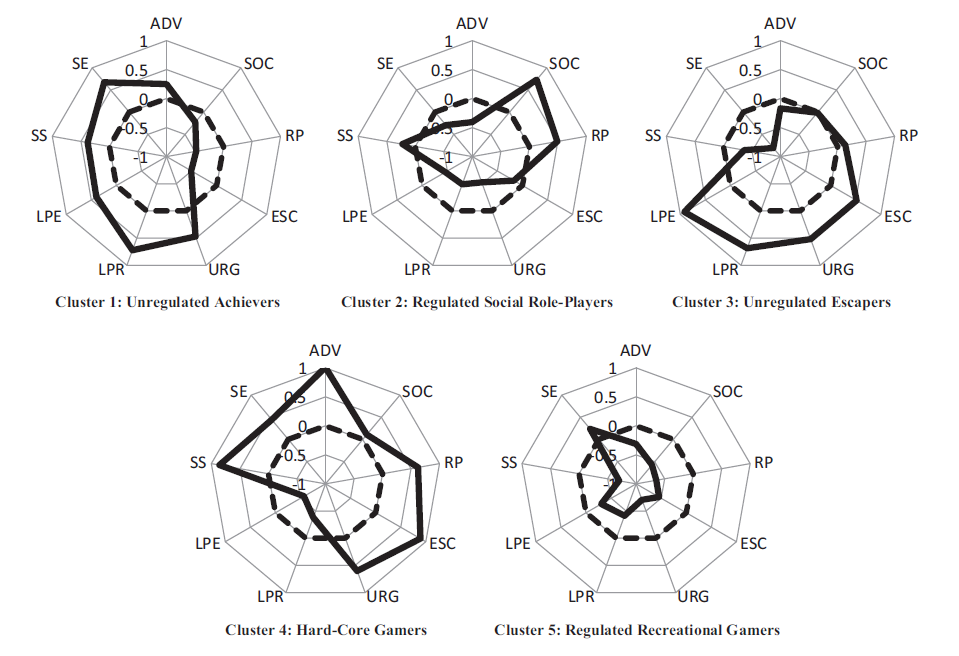 ADV
1
SE
SOC
0.5
0
SS
RP
-0.5
-1
LPE
ESC
LPR
URG
Cluster 1: Unregulated Achievers
ADV
1
SE
SOC
0.5
0
SS
RP
-0.5
-1
LPE
ESC
LPR
URG
Cluster 2: Regulated Social Role-Players
ADV
1
SE
SOC
0.5
0
SS
RP
-0.5
-1
LPE
ESC
LPR
URG
Cluster 3: Unregulated Escapers
ADV
1
SE
SOC
0.5
0
SS
RP
-0.5
-1
LPE
ESC
LPR
URG
Cluster 4: Hard-Core Gamers
ADV
1
SE
SOC
0.5
0
SS
RP
-0.5
-1
LPE
ESC
LPR
URG
Cluster 5: Regulated Recreational Gamers